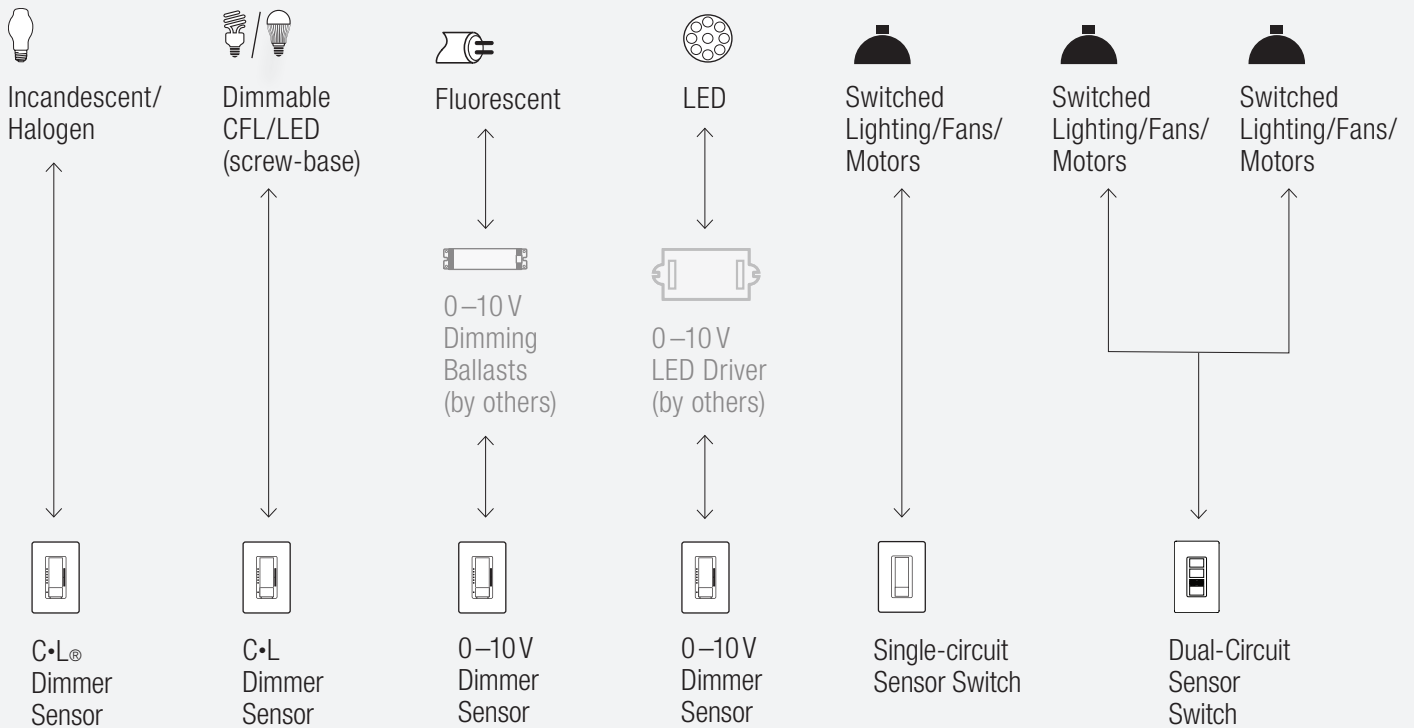 Incandescent/
Halogen
Dimmable
CFL/LED
(screw-base)
Fluorescent
LED
Switched
Lighting/Fans/
Motors
Switched
Lighting/Fans/
Motors
Switched
Lighting/Fans/
Motors
0–10 V
Dimming
Ballasts
(by others)
0–10 V
LED Driver
(by others)
C•L®
Dimmer
Sensor
C•L
Dimmer
Sensor
0–10 V
Dimmer
Sensor
0–10 V
Dimmer
Sensor
Single-circuit
Sensor Switch
Dual-Circuit
Sensor
Switch